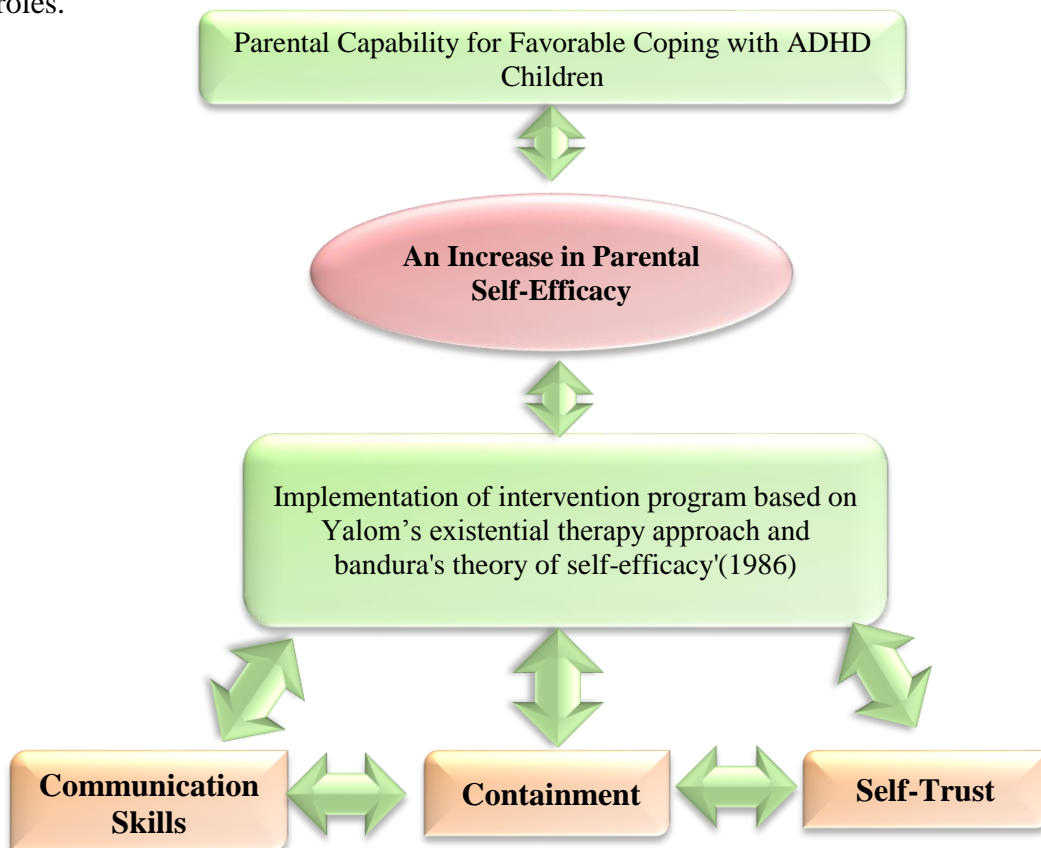 roles.
Parental Capability for Favorable Coping with ADHD
Children
An Increase in Parental
Self-Efficacy
Implementation of intervention program based on
Yalom’s existential therapy approach and
bandura's theory of self-efficacy'(1986)
Communication
Skills
Containment
Self-Trust